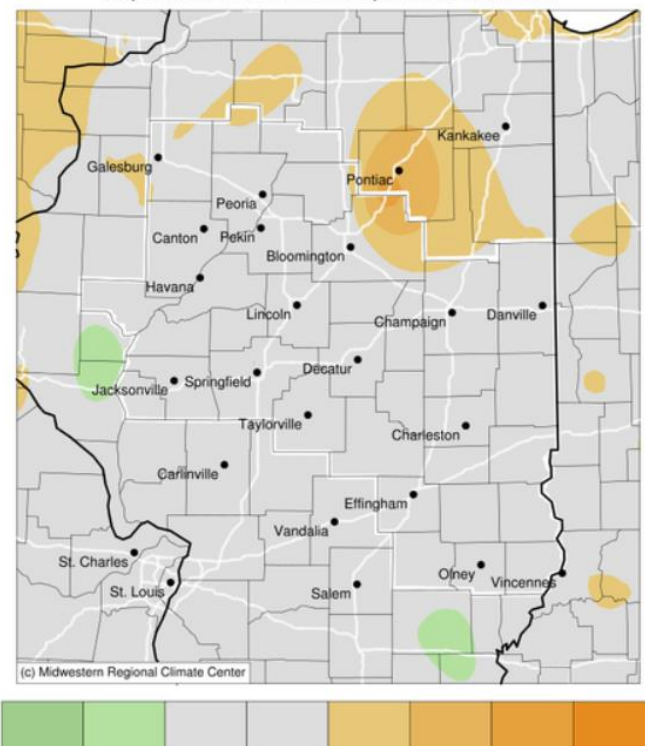 Kankakee
Galesburg
Pontiac
Peoria
Canton
Pekin
Bloomington
Havana
Lincoln
Champaign
Danville
Decatur
Jacksonville
Springfield
Taylorville
Charleston
Carlinville
Effingham
Vandalia
St. Charles
Olney
Vincennes
St. Louis
Salem
(c) Midwestern Regional Climate Center